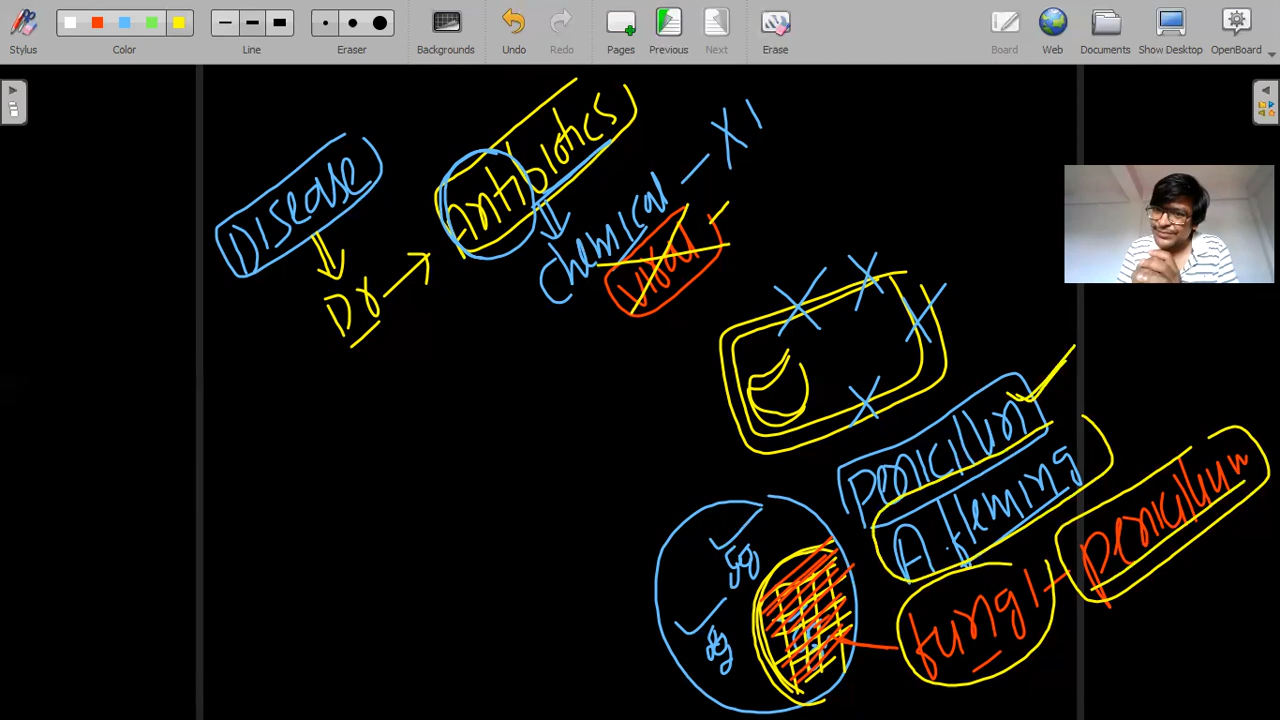 Stylus
Color
Line
Eraser
Backgrounds
Undo
Redo
Pages
Previous
Next
Erase
Board
Web
Documents
Show Desktop
OpenBoard
Disease
Dr
Antibiotics
chemical - X
viral
penicillin
A. fleming
fungi - penicillium